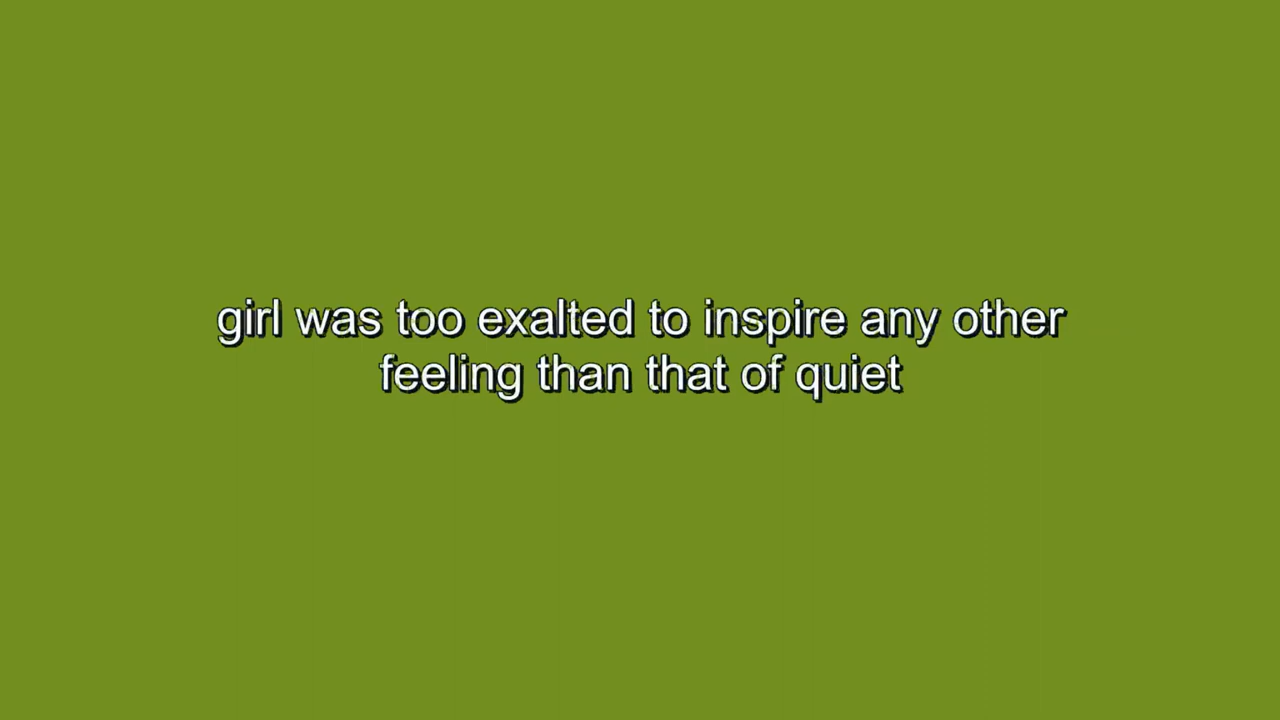 girl was too exalted to inspire any other
feeling than that of quiet